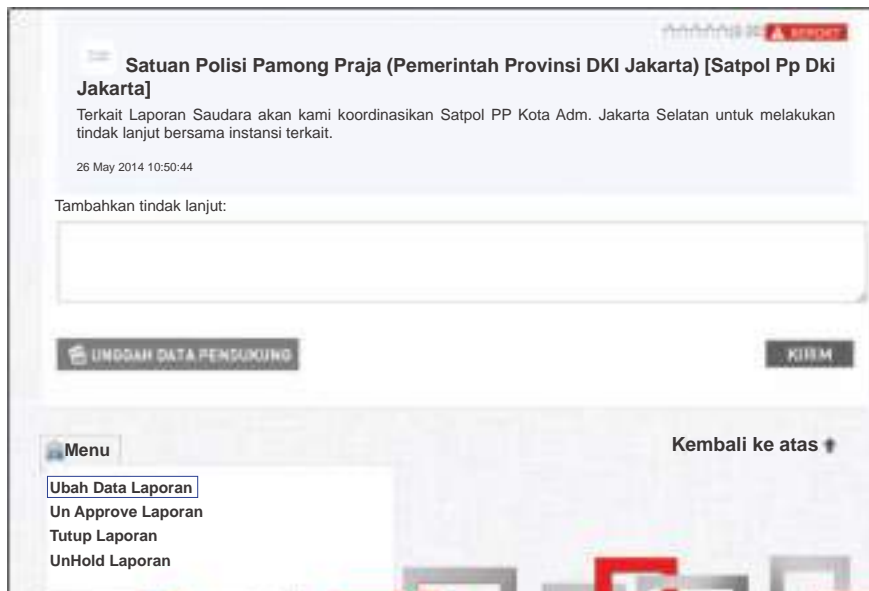 REPORT
Satuan Polisi Pamong Praja (Pemerintah Provinsi DKI Jakarta) [Satpol Pp Dki
Jakarta]
Terkait Laporan Saudara akan kami koordinasikan Satpol PP Kota Adm. Jakarta Selatan untuk melakukan
tindak lanjut bersama instansi terkait.
26 May 2014 10:50:44
Tambahkan tindak lanjut:
UNGGAH DATA PENDUKUNG
KIRIM
Kembali ke atas
Menu
Ubah Data Laporan
Un Approve Laporan
Tutup Laporan
UnHold Laporan